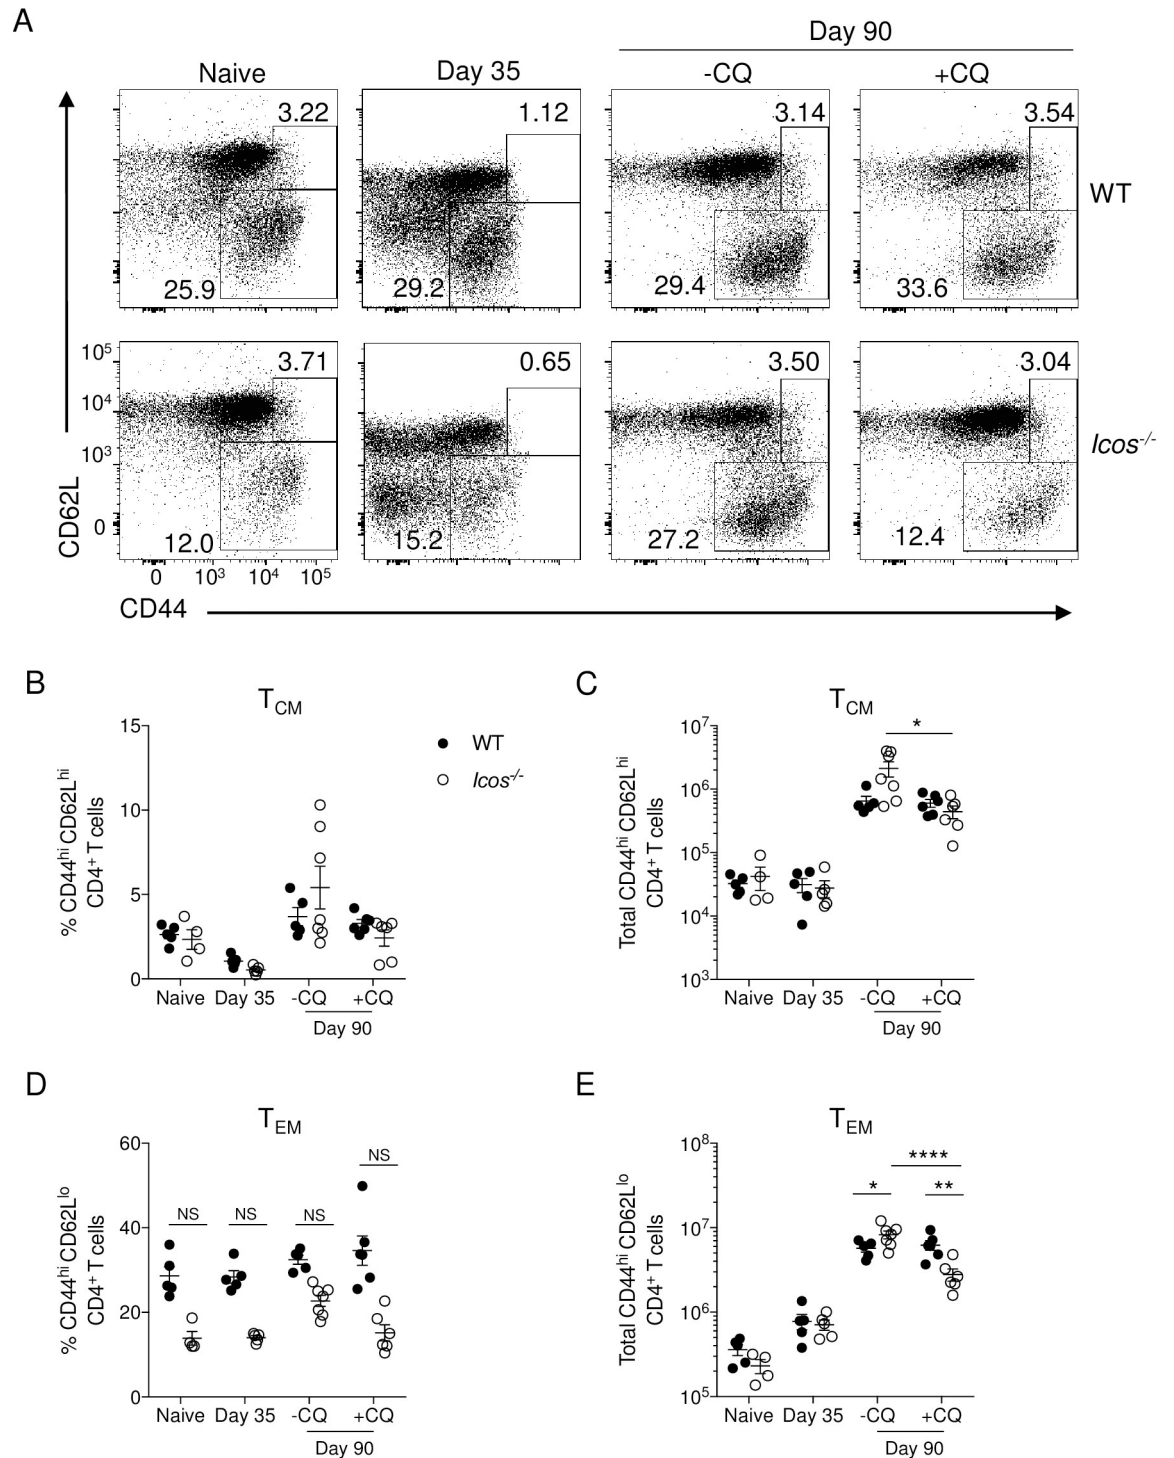 A
Day 90
Naive
Day 35
-CQ
+CQ
3.22
1.12
3.14
3.54
WT
25.9
29.2
29.4
33.6
10⁵
10⁴
10³
0
3.71
0.65
3.50
3.04
Icos⁻/⁻
12.0
15.2
27.2
12.4
CD62L
0 10³ 10⁴ 10⁵
CD44
B
T_CM
% CD44ʰⁱ CD62Lʰⁱ
CD4⁺ T cells
15
10
5
0
WT
Icos⁻/⁻
Naive Day 35 -CQ +CQ
Day 90
C
T_CM
Total CD44ʰⁱ CD62Lʰⁱ
CD4⁺ T cells
10⁷
10⁶
10⁵
10⁴
10³
*
Naive Day 35 -CQ +CQ
Day 90
D
T_EM
% CD44ʰⁱ CD62Lˡᵒ
CD4⁺ T cells
60
40
20
0
NS NS NS NS
Naive Day 35 -CQ +CQ
Day 90
E
T_EM
Total CD44ʰⁱ CD62Lˡᵒ
CD4⁺ T cells
10⁸
10⁷
10⁶
10⁵
****
* **
Naive Day 35 -CQ +CQ
Day 90